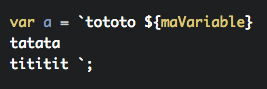 var a = `tototo ${maVariable}
tatata
tititit `;